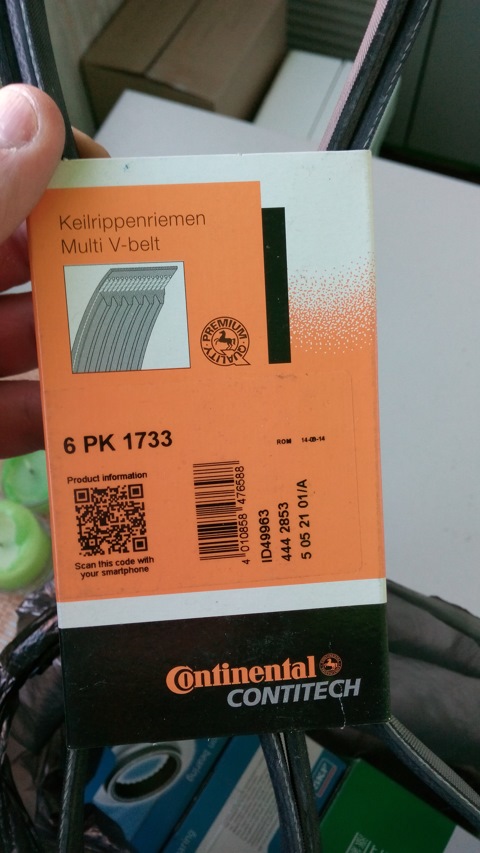 Keilrippenriemen
Multi V-belt
PREMIUM QUALITY
6 PK 1733
ROM 14-08-14
Product information
Scan this code with
your smartphone
4 010858 476588
ID49963
444 2853
5 05 21 01/A
Continental
CONTITECH
bearing